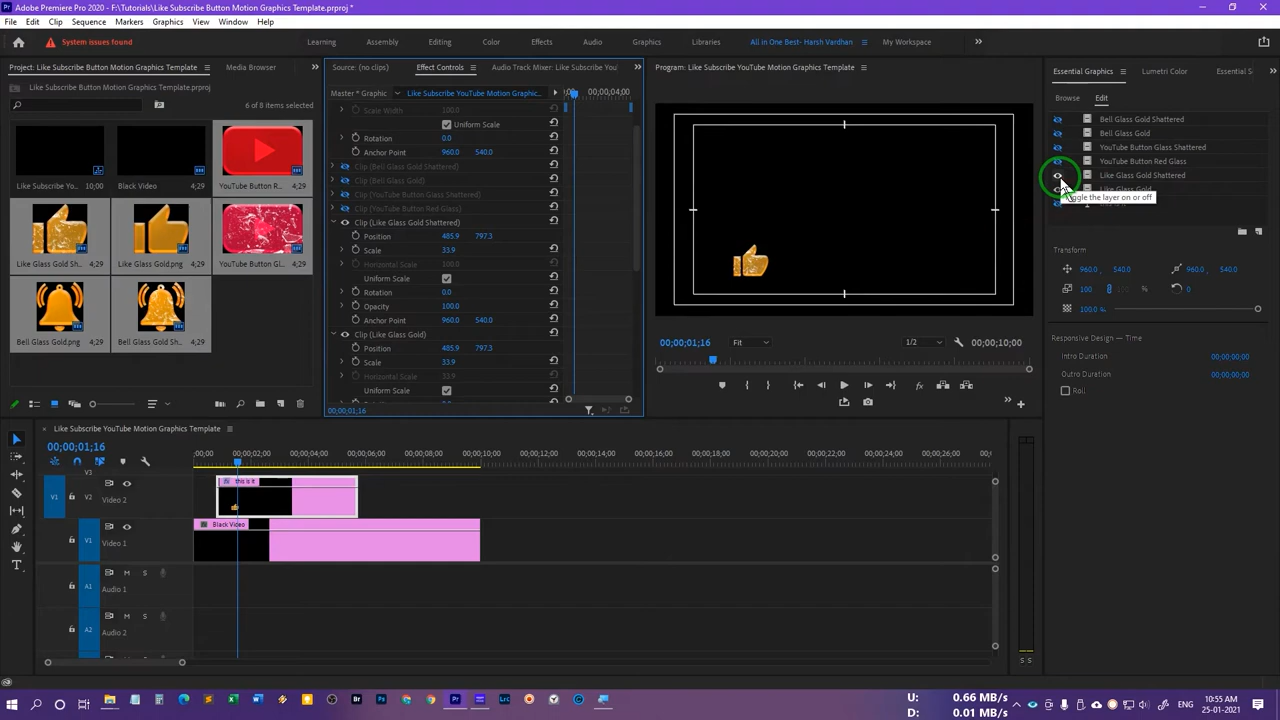 Adobe Premiere Pro 2020 - F:\Tutorials\Like Subscribe Button Motion Graphics Template.prproj *
File Edit Clip Sequence Markers Graphics View Window Help
System issues found
Learning Assembly Editing Color Effects Audio Graphics Libraries All in One Best- Harsh Vardhan My Workspace
Project: Like Subscribe Button Motion Graphics Template
Media Browser
Like Subscribe Button Motion Graphics Template.prproj
6 of 8 items selected
Like Subscribe Yo... 10;00
Black Video 4;29
YouTube Button R... 4;29
Like Glass Gold Sh... 4;29
Like Glass Gold.png 4;29
YouTube Button Gl... 4;29
Bell Glass Gold.png 4;29
Bell Glass Gold Sh... 4;29
Source: (no clips)
Effect Controls
Audio Track Mixer: Like Subscribe You
Master * Graphic
Like Subscribe YouTube Motion Graphic...
00;00;04;00
Scale Width 100.0
Uniform Scale
Rotation 0.0
Anchor Point 960.0 540.0
Clip (Bell Glass Gold Shattered)
Clip (Bell Glass Gold)
Clip (YouTube Button Glass Shattered)
Clip (YouTube Button Red Glass)
Clip (Like Glass Gold Shattered)
Position 485.9 797.3
Scale 33.9
Horizontal Scale 100.0
Uniform Scale
Rotation 0.0
Opacity 100.0
Anchor Point 960.0 540.0
Clip (Like Glass Gold)
Position 485.9 797.3
Scale 33.9
Horizontal Scale 33.9
Uniform Scale
00;00;01;16
Program: Like Subscribe YouTube Motion Graphics Template
00;00;01;16
Fit
1/2
00;00;10;00
Essential Graphics
Lumetri Color
Essential S
Browse Edit
Bell Glass Gold Shattered
Bell Glass Gold
YouTube Button Glass Shattered
YouTube Button Red Glass
Like Glass Gold Shattered
Like Glass Gold
ggle the layer on or off
Transform
960.0 540.0 960.0 540.0
100 100 % 0
100.0 %
Responsive Design — Time
Intro Duration 00;00;00;00
Outro Duration 00;00;00;00
Roll
Like Subscribe YouTube Motion Graphics Template
00;00;01;16
;00;00 00;00;02;00 00;00;04;00 00;00;06;00 00;00;08;00 00;00;10;00 00;00;12;00 00;00;14;00 00;00;16;00 00;00;18;00 00;00;20;00 00;00;22;00 00;00;24;00 00;00;26;00 00;
V3
V1 V2 Video 2
this is it
V1 Video 1
Black Video
A1 M S
Audio 1
A2 M S
Audio 2
S S
U: 0.66 MB/s
D: 0.01 MB/s
ENG
10:55 AM
25-01-2021